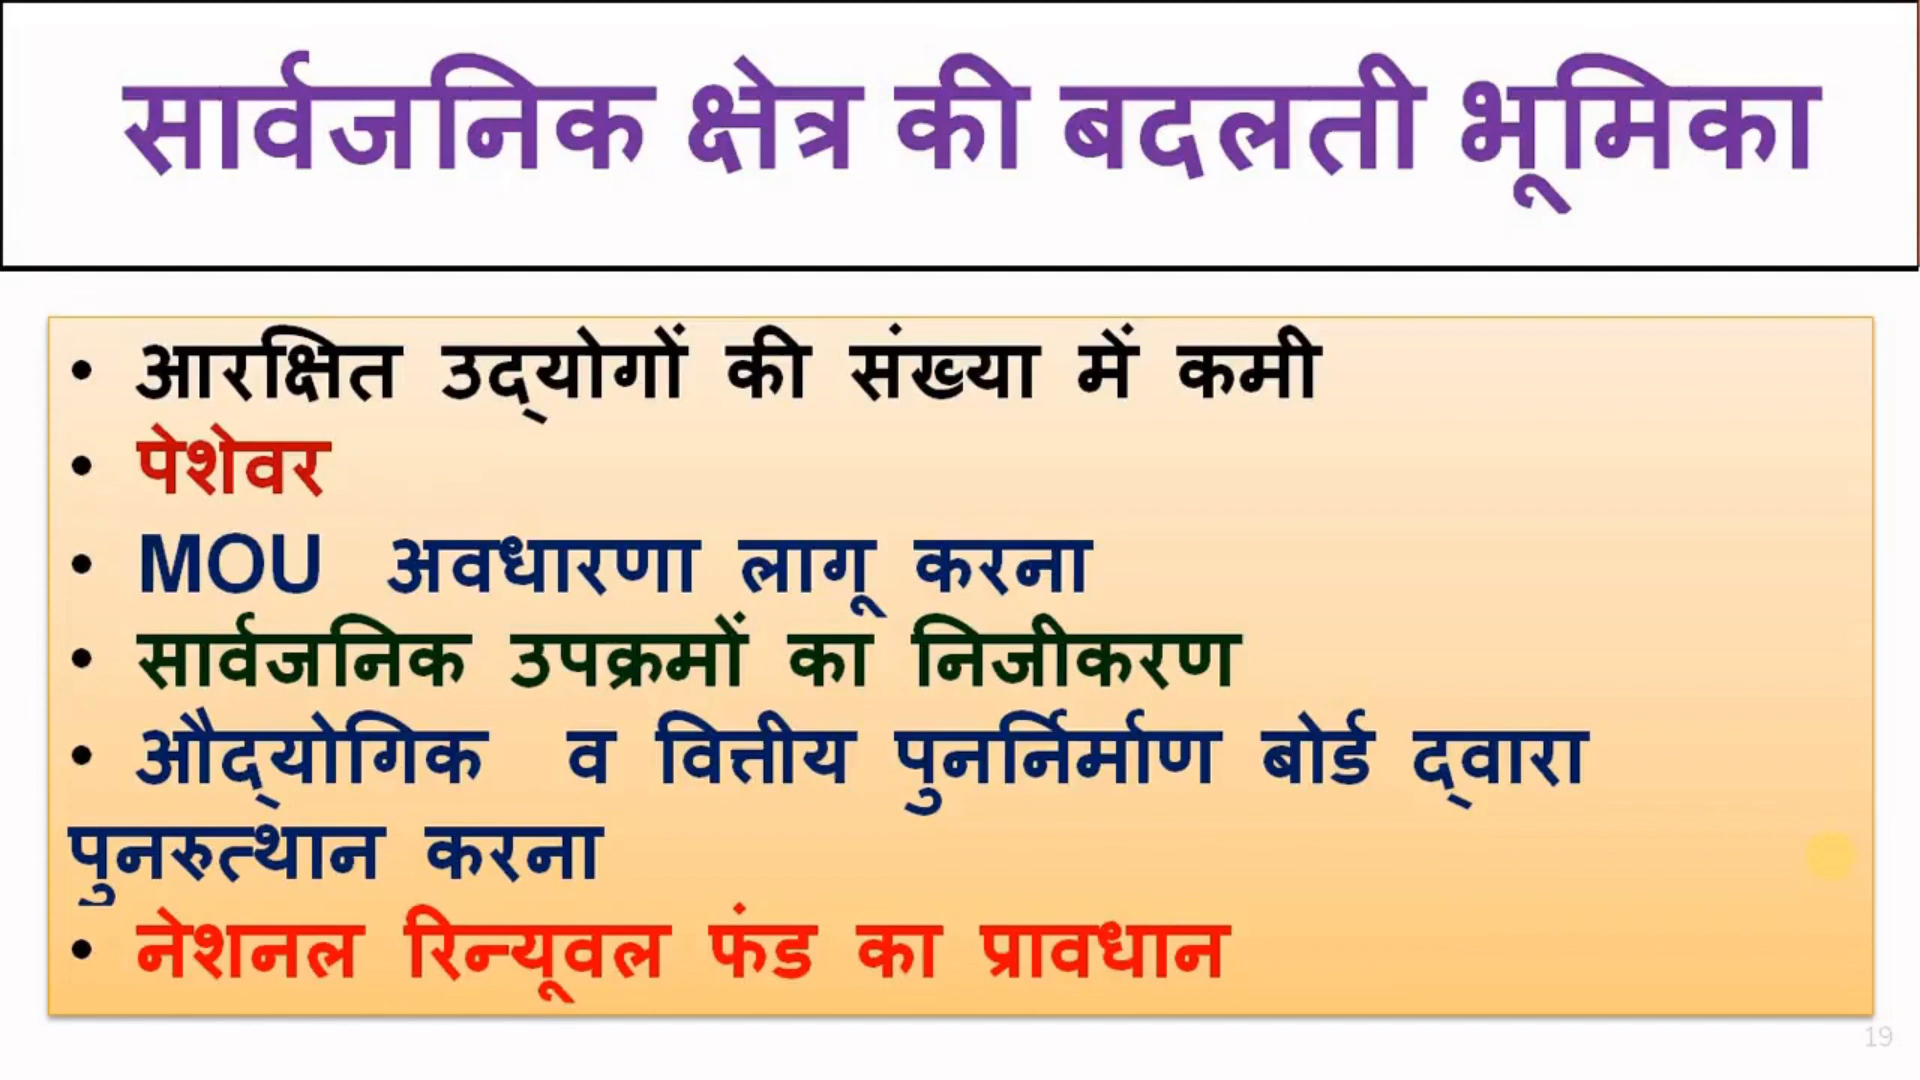 सार्वजनिक क्षेत्र की बदलती भूमिका
• आरक्षित उद्योगों की संख्या में कमी
• पेशेवर
• MOU अवधारणा लागू करना
• सार्वजनिक उपक्रमों का निजीकरण
• औद्योगिक व वित्तीय पुनर्निर्माण बोर्ड द्वारा
पुनरुत्थान करना
• नेशनल रिन्यूवल फंड का प्रावधान
19